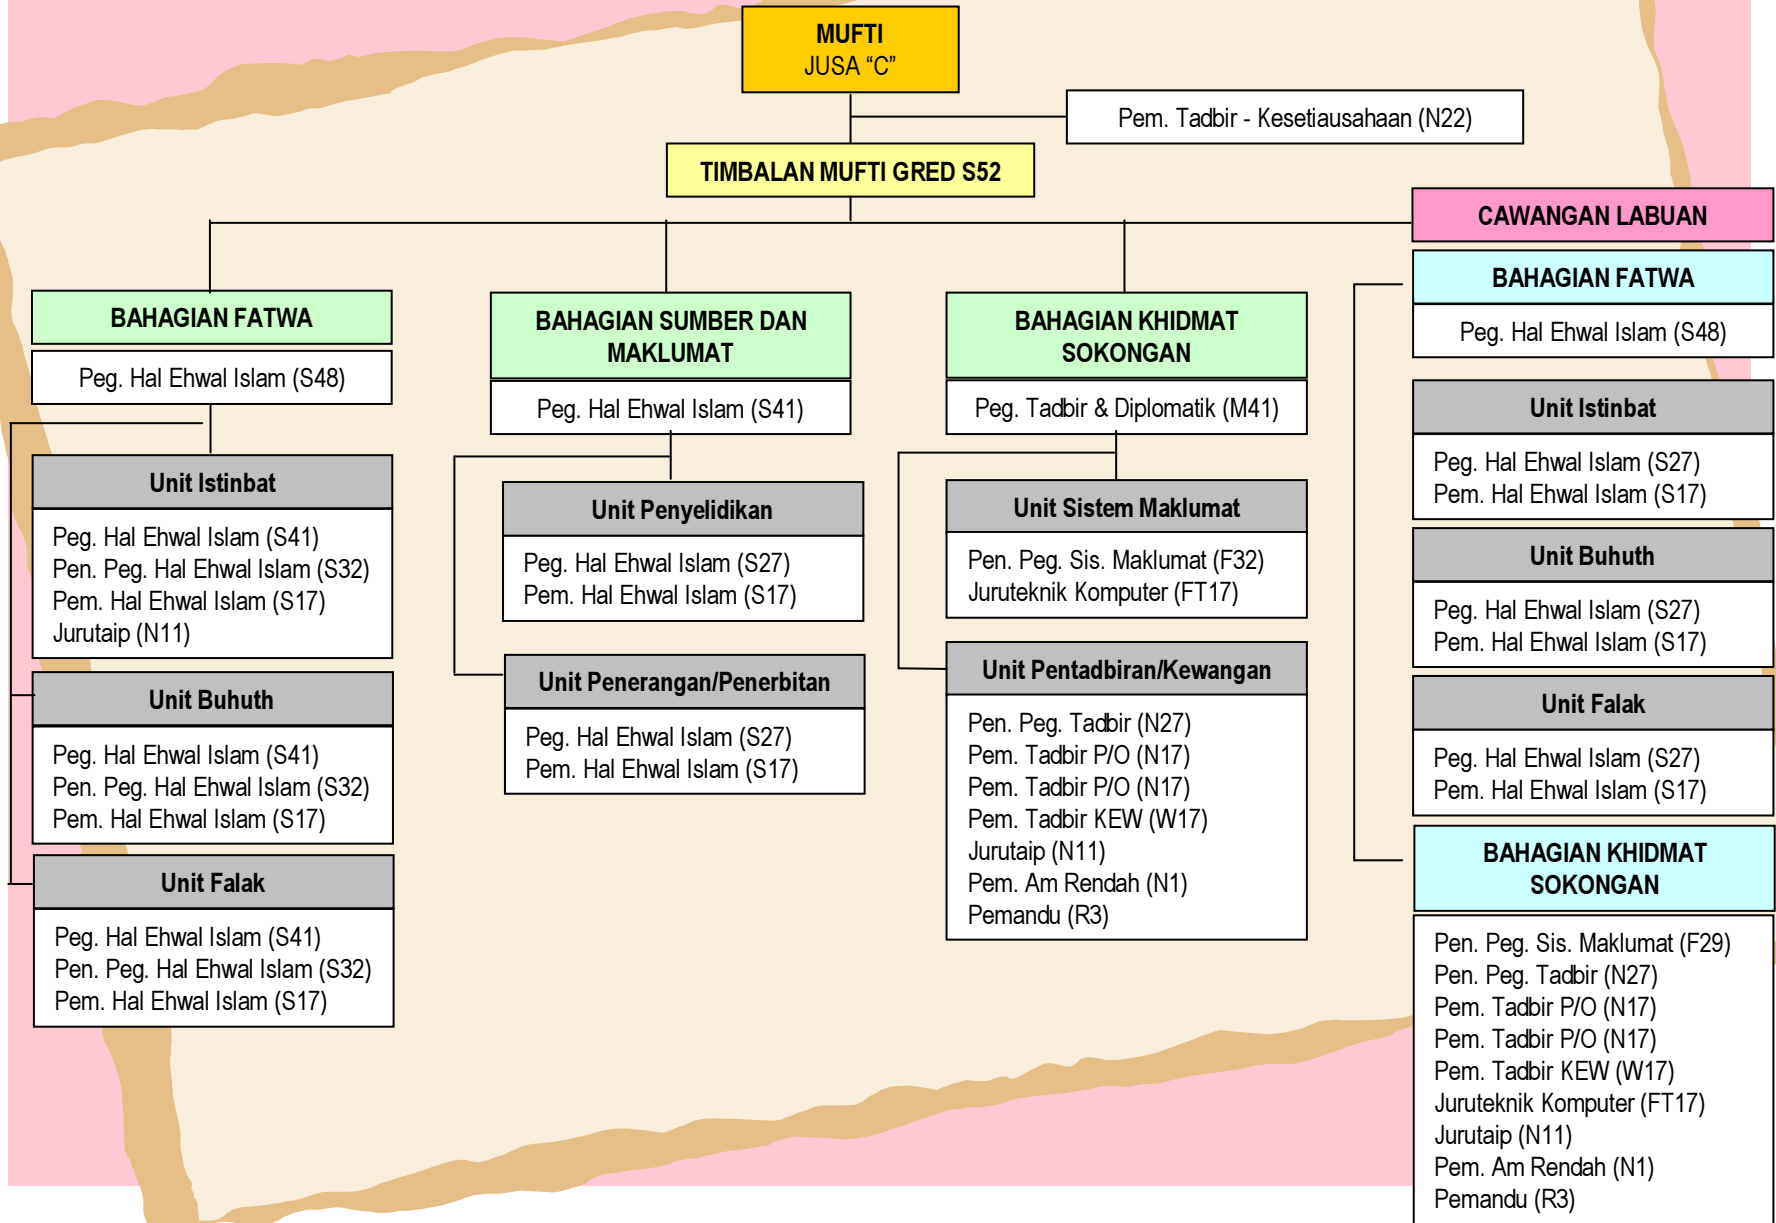 MUFTI
JUSA “C”
Pem. Tadbir - Kesetiausahaan (N22)
TIMBALAN MUFTI GRED S52
BAHAGIAN FATWA
Peg. Hal Ehwal Islam (S48)
Unit Istinbat
Peg. Hal Ehwal Islam (S41)
Pen. Peg. Hal Ehwal Islam (S32)
Pem. Hal Ehwal Islam (S17)
Jurutaip (N11)
Unit Buhuth
Peg. Hal Ehwal Islam (S41)
Pen. Peg. Hal Ehwal Islam (S32)
Pem. Hal Ehwal Islam (S17)
Unit Falak
Peg. Hal Ehwal Islam (S41)
Pen. Peg. Hal Ehwal Islam (S32)
Pem. Hal Ehwal Islam (S17)
BAHAGIAN SUMBER DAN
MAKLUMAT
Peg. Hal Ehwal Islam (S41)
Unit Penyelidikan
Peg. Hal Ehwal Islam (S27)
Pem. Hal Ehwal Islam (S17)
Unit Penerangan/Penerbitan
Peg. Hal Ehwal Islam (S27)
Pem. Hal Ehwal Islam (S17)
BAHAGIAN KHIDMAT
SOKONGAN
Peg. Tadbir & Diplomatik (M41)
Unit Sistem Maklumat
Pen. Peg. Sis. Maklumat (F32)
Juruteknik Komputer (FT17)
Unit Pentadbiran/Kewangan
Pen. Peg. Tadbir (N27)
Pem. Tadbir P/O (N17)
Pem. Tadbir P/O (N17)
Pem. Tadbir KEW (W17)
Jurutaip (N11)
Pem. Am Rendah (N1)
Pemandu (R3)
CAWANGAN LABUAN
BAHAGIAN FATWA
Peg. Hal Ehwal Islam (S48)
Unit Istinbat
Peg. Hal Ehwal Islam (S27)
Pem. Hal Ehwal Islam (S17)
Unit Buhuth
Peg. Hal Ehwal Islam (S27)
Pem. Hal Ehwal Islam (S17)
Unit Falak
Peg. Hal Ehwal Islam (S27)
Pem. Hal Ehwal Islam (S17)
BAHAGIAN KHIDMAT
SOKONGAN
Pen. Peg. Sis. Maklumat (F29)
Pen. Peg. Tadbir (N27)
Pem. Tadbir P/O (N17)
Pem. Tadbir P/O (N17)
Pem. Tadbir KEW (W17)
Juruteknik Komputer (FT17)
Jurutaip (N11)
Pem. Am Rendah (N1)
Pemandu (R3)